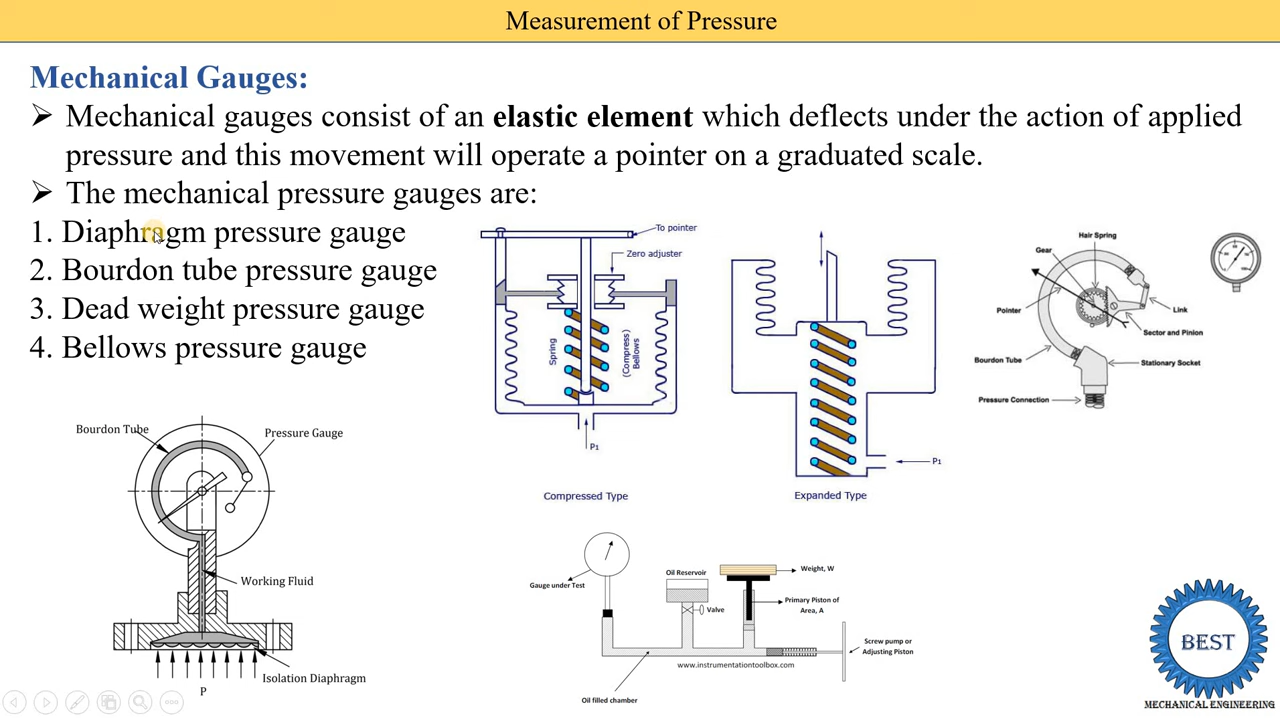 Measurement of Pressure
Mechanical Gauges:
➢ Mechanical gauges consist of an elastic element which deflects under the action of applied
pressure and this movement will operate a pointer on a graduated scale.
➢ The mechanical pressure gauges are:
1. Diaphragm pressure gauge
2. Bourdon tube pressure gauge
3. Dead weight pressure gauge
4. Bellows pressure gauge
To pointer
Zero adjuster
Spring
(Compress)
Bellows
P1
Compressed Type
P1
Expanded Type
Hair Spring
Gear
Pointer
Link
Sector and Pinion
Bourdon Tube
Stationary Socket
Pressure Connection
Bourdon Tube
Pressure Gauge
Working Fluid
Isolation Diaphragm
P
Gauge under Test
Oil Reservoir
Valve
Weight, W
Primary Piston of
Area, A
Screw pump or
Adjusting Piston
www.instrumentationtoolbox.com
Oil filled chamber
BEST
MECHANICAL ENGINEERING